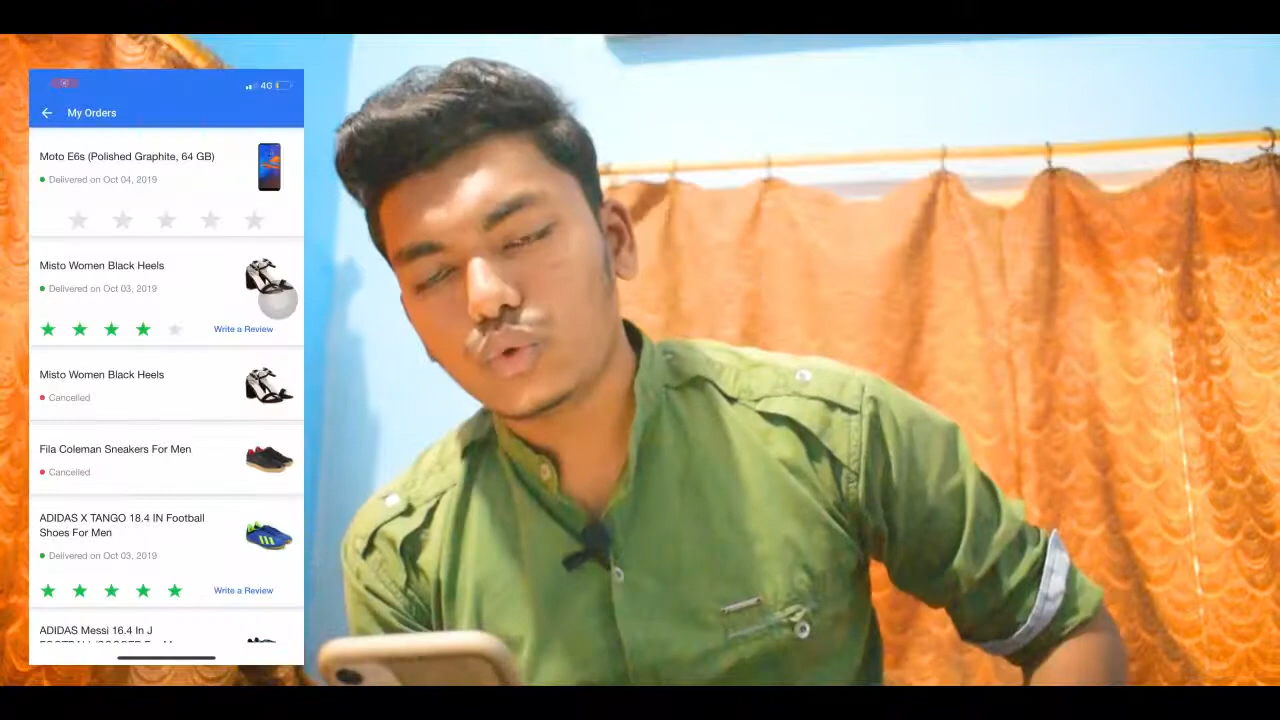 4G
My Orders
Moto E6s (Polished Graphite, 64 GB)
Delivered on Oct 04, 2019
Misto Women Black Heels
Delivered on Oct 03, 2019
Write a Review
Misto Women Black Heels
Cancelled
Fila Coleman Sneakers For Men
Cancelled
ADIDAS X TANGO 18.4 IN Football
Shoes For Men
Delivered on Oct 03, 2019
Write a Review
ADIDAS Messi 16.4 In J